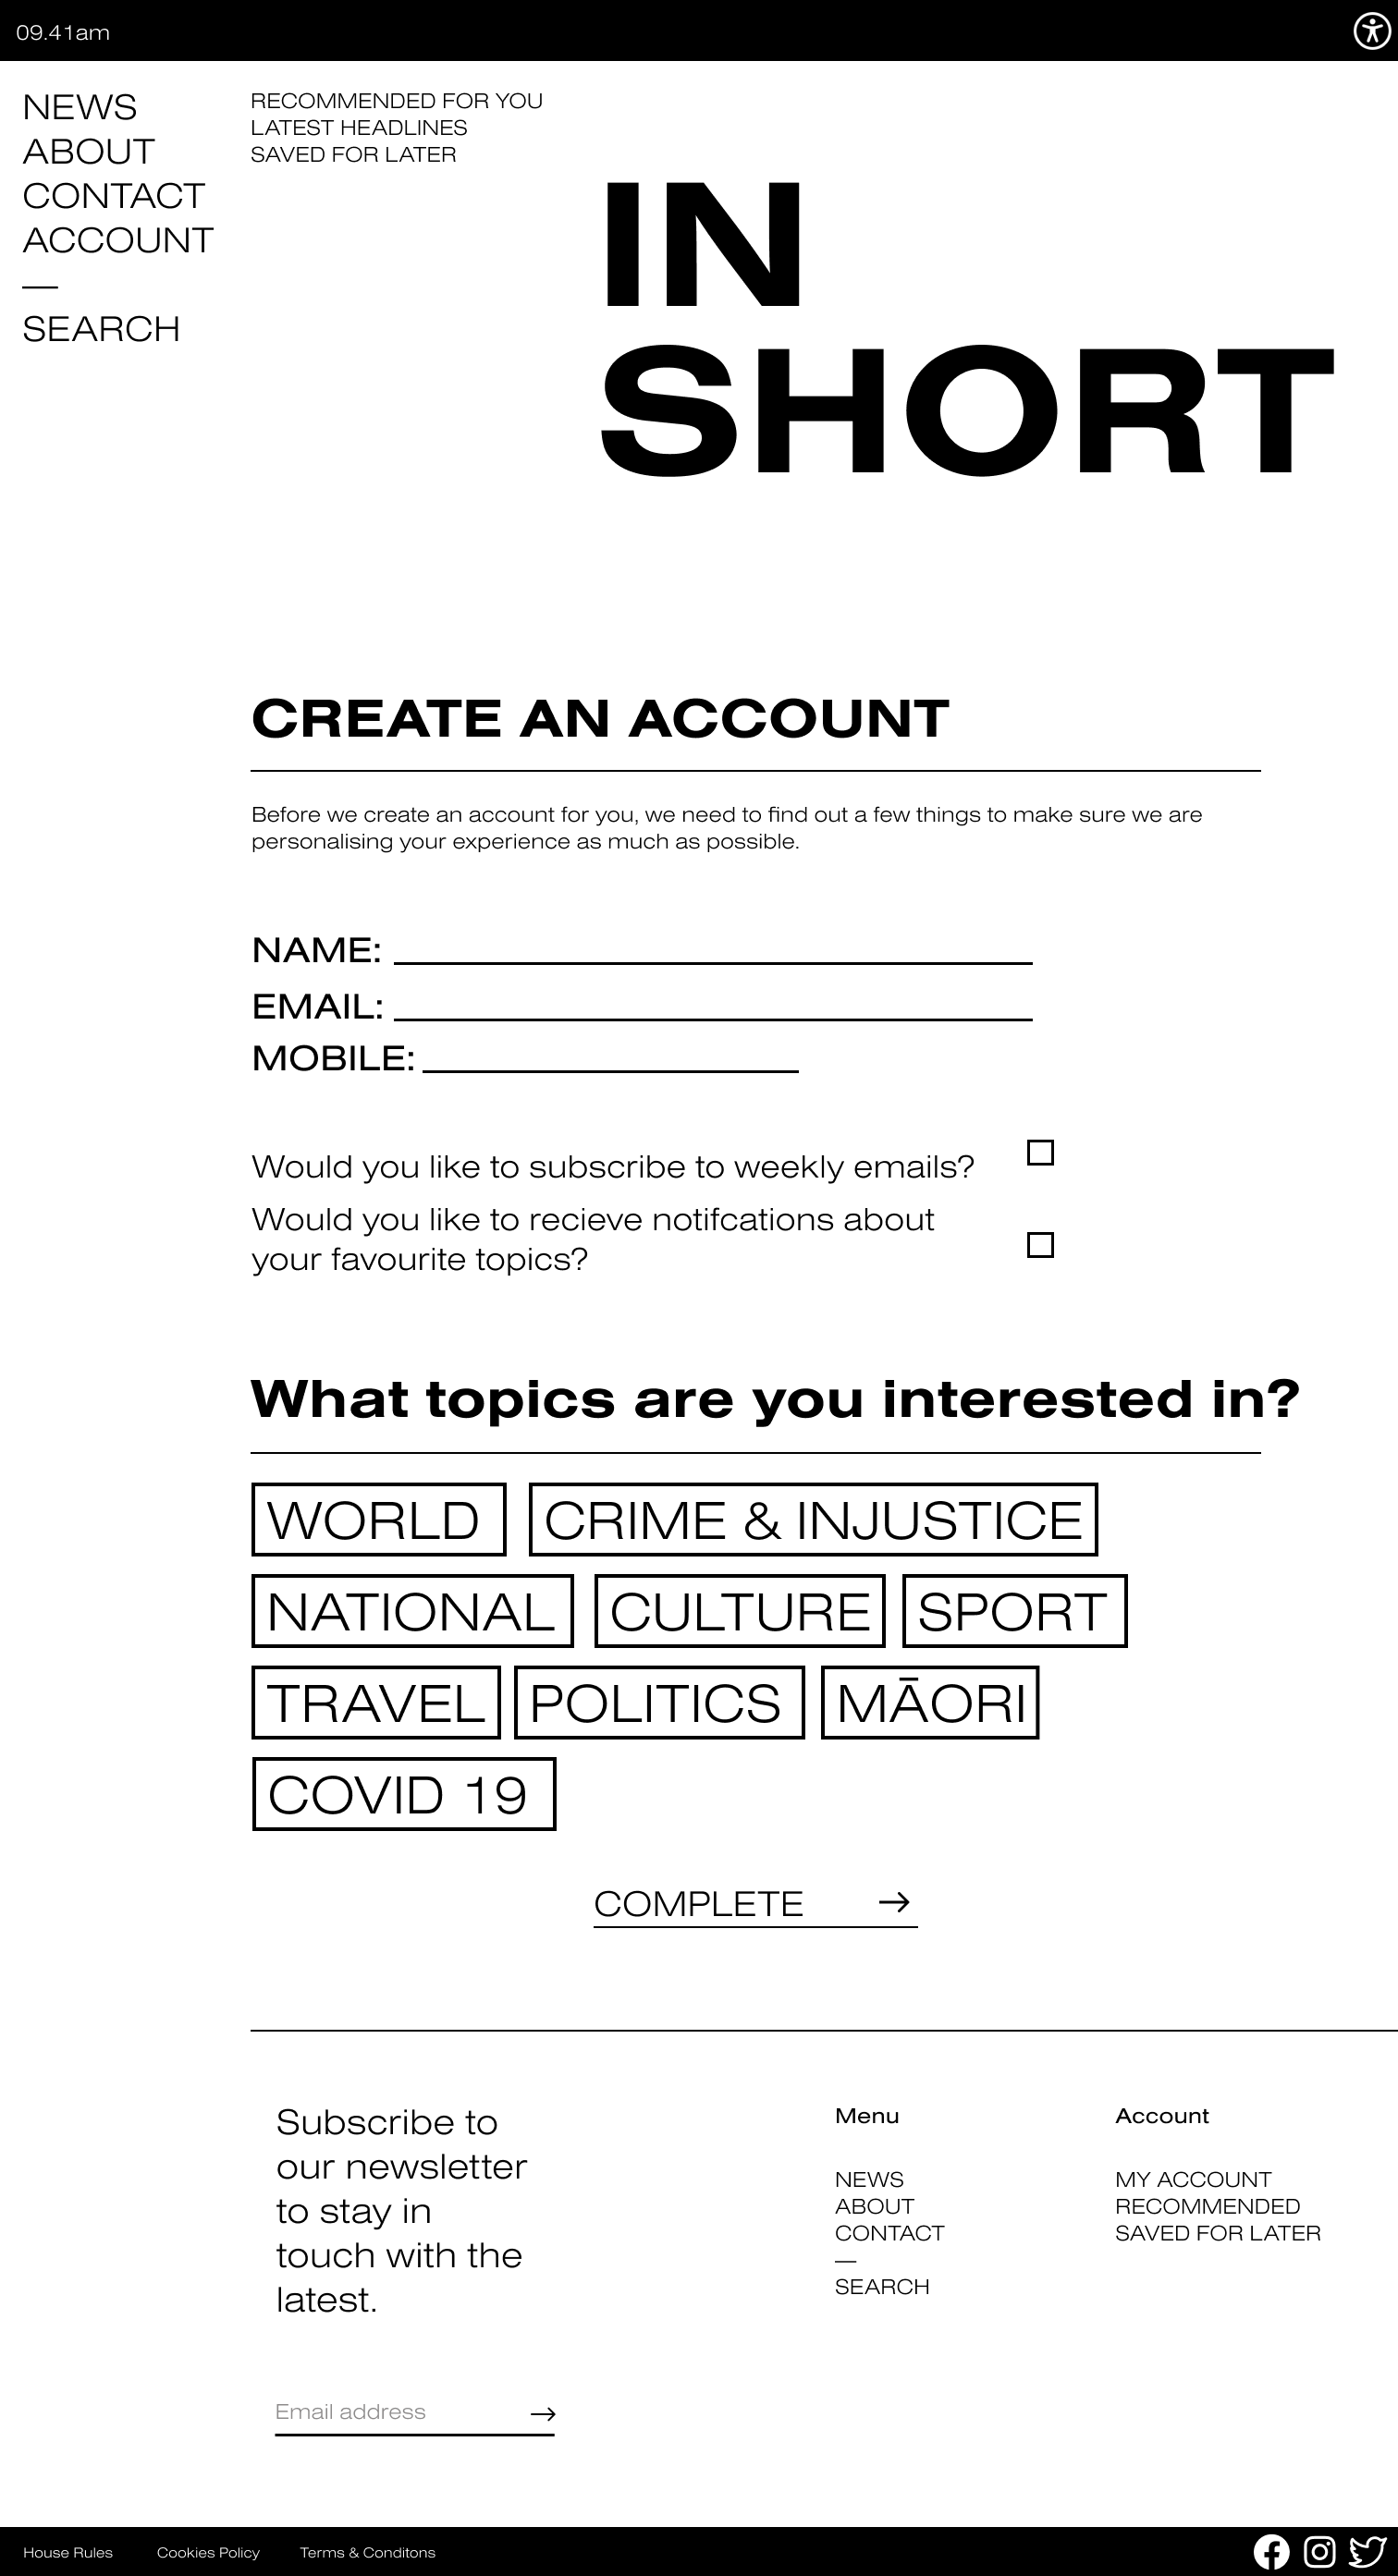 09.41am
NEWS
ABOUT
CONTACT
ACCOUNT
—
SEARCH
RECOMMENDED FOR YOU
LATEST HEADLINES
SAVED FOR LATER
IN
SHORT
CREATE AN ACCOUNT
Before we create an account for you, we need to find out a few things to make sure we are
personalising your experience as much as possible.
NAME:
EMAIL:
MOBILE:
Would you like to subscribe to weekly emails?
Would you like to recieve notifcations about
your favourite topics?
What topics are you interested in?
WORLD CRIME & INJUSTICE
NATIONAL CULTURE SPORT
TRAVEL POLITICS MĀORI
COVID 19
COMPLETE →
Subscribe to
our newsletter
to stay in
touch with the
latest.
Email address →
Menu
NEWS
ABOUT
CONTACT
—
SEARCH
Account
MY ACCOUNT
RECOMMENDED
SAVED FOR LATER
House Rules Cookies Policy Terms & Conditons